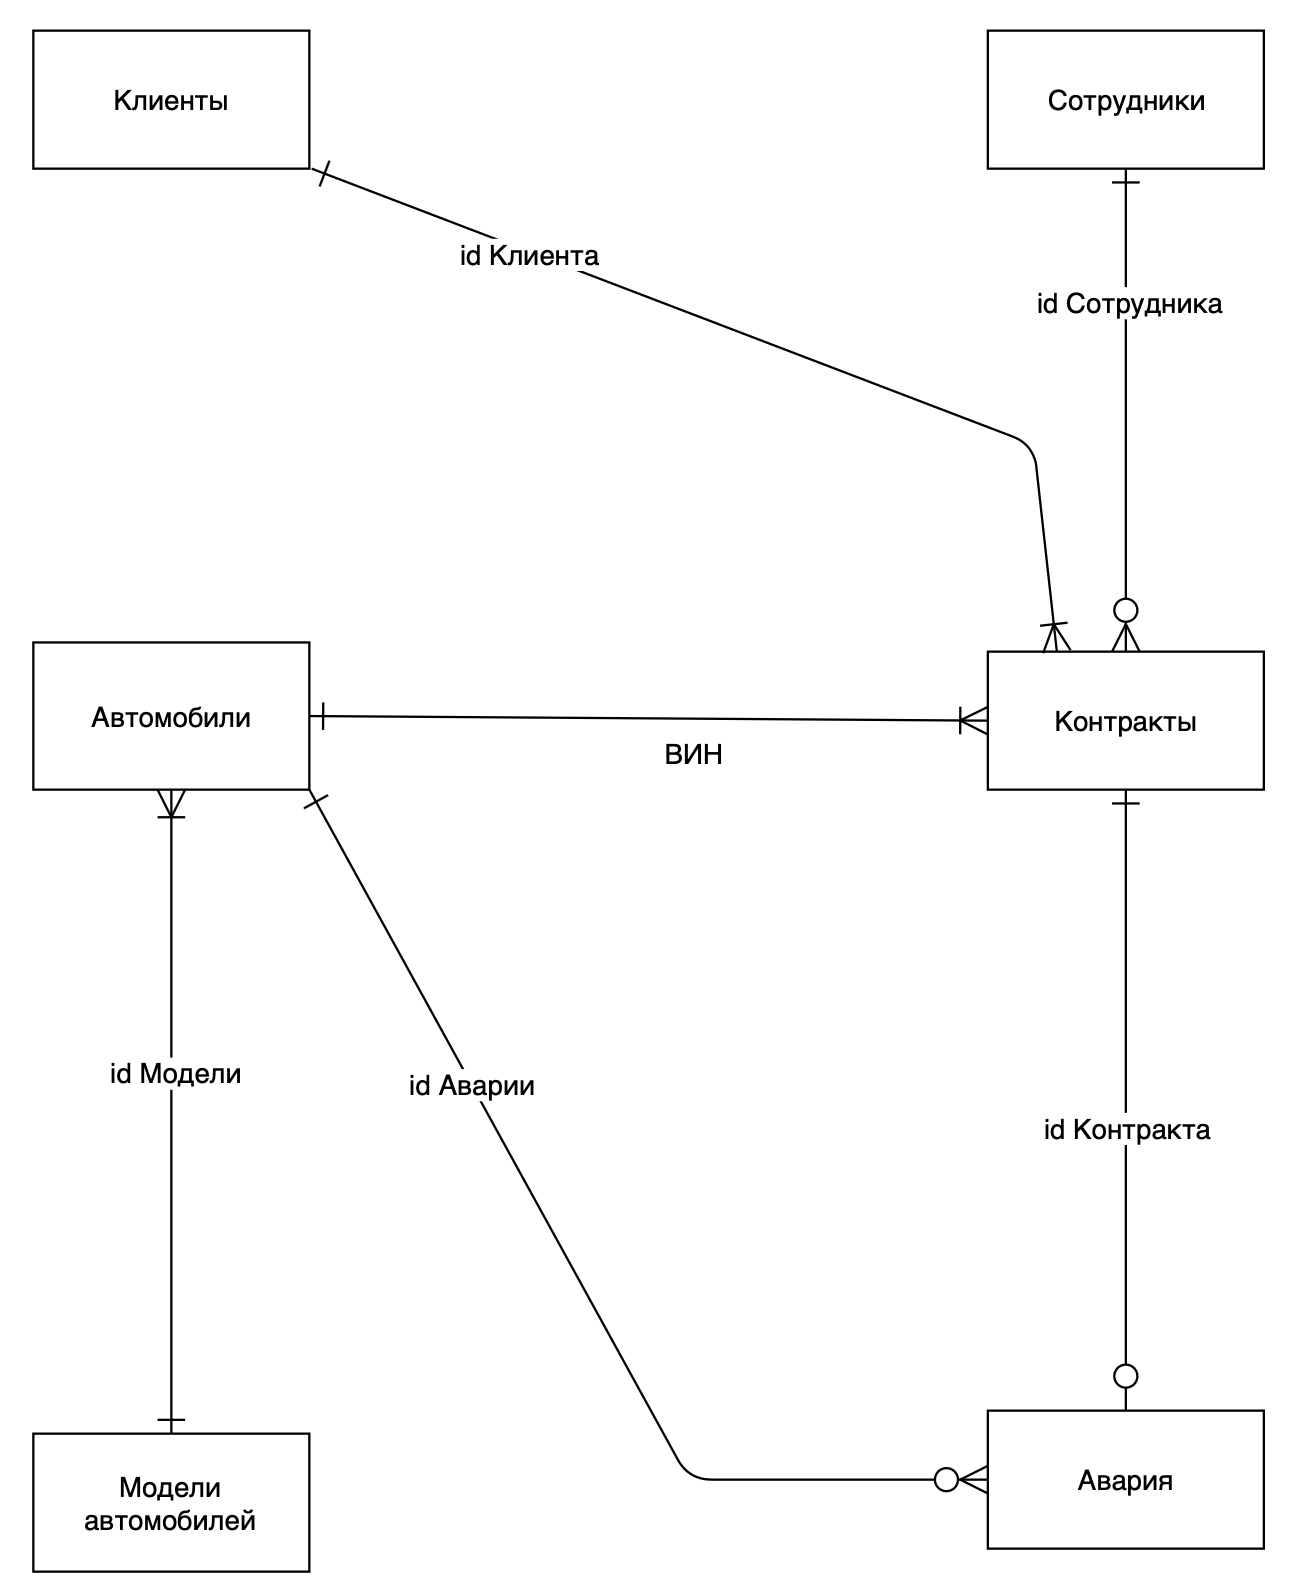 Клиенты
Сотрудники
id Клиента
id Сотрудника
Автомобили
Контракты
ВИН
id Модели
id Аварии
id Контракта
Модели
автомобилей
Авария